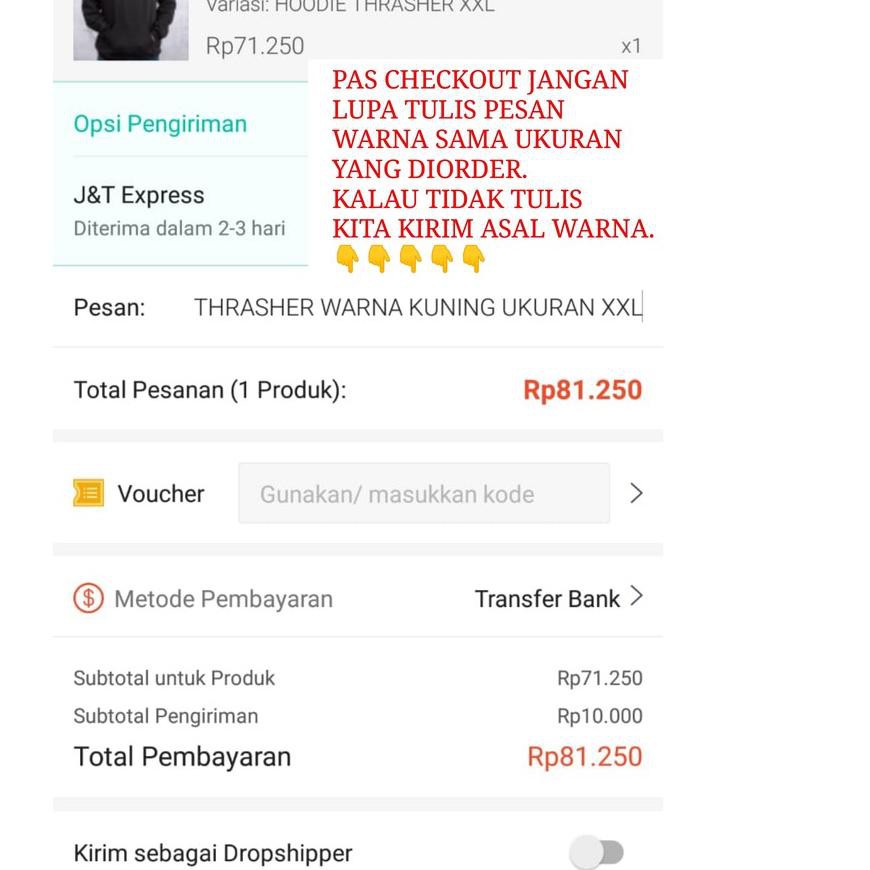 Variasi: HOODIE THRASHER XXL
Rp71.250 x1
PAS CHECKOUT JANGAN
LUPA TULIS PESAN
WARNA SAMA UKURAN
YANG DIORDER.
KALAU TIDAK TULIS
KITA KIRIM ASAL WARNA.
👇👇👇👇👇
Opsi Pengiriman
J&T Express
Diterima dalam 2-3 hari
Pesan: THRASHER WARNA KUNING UKURAN XXL
Total Pesanan (1 Produk): Rp81.250
Voucher Gunakan/ masukkan kode
Metode Pembayaran Transfer Bank
Subtotal untuk Produk Rp71.250
Subtotal Pengiriman Rp10.000
Total Pembayaran Rp81.250
Kirim sebagai Dropshipper